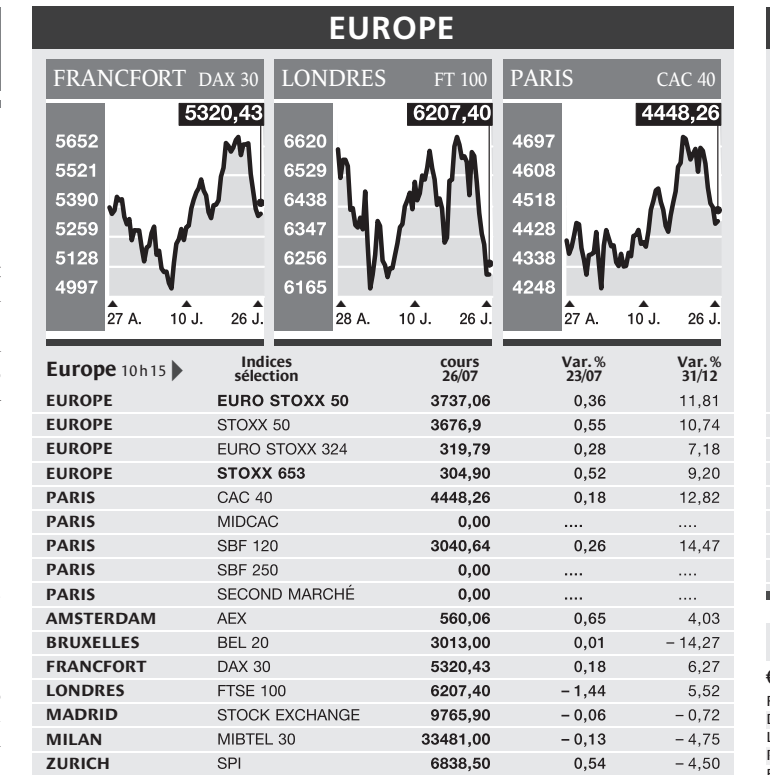 EUROPE
FRANCFORT DAX 30
5320,43
5652
5521
5390
5259
5128
4997
27 A. 10 J. 26 J.
LONDRES FT 100
6207,40
6620
6529
6438
6347
6256
6165
28 A. 10 J. 26 J.
PARIS CAC 40
4448,26
4697
4608
4518
4428
4338
4248
27 A. 10 J. 26 J.
Europe 10h15 Indices sélection cours 26/07 Var. % 23/07 Var. % 31/12
EUROPE EURO STOXX 50 3737,06 0,36 11,81
EUROPE STOXX 50 3676,9 0,55 10,74
EUROPE EURO STOXX 324 319,79 0,28 7,18
EUROPE STOXX 653 304,90 0,52 9,20
PARIS CAC 40 4448,26 0,18 12,82
PARIS MIDCAC 0,00 .... ....
PARIS SBF 120 3040,64 0,26 14,47
PARIS SBF 250 0,00 .... ....
PARIS SECOND MARCHÉ 0,00 .... ....
AMSTERDAM AEX 560,06 0,65 4,03
BRUXELLES BEL 20 3013,00 0,01 – 14,27
FRANCFORT DAX 30 5320,43 0,18 6,27
LONDRES FTSE 100 6207,40 – 1,44 5,52
MADRID STOCK EXCHANGE 9765,90 – 0,06 – 0,72
MILAN MIBTEL 30 33481,00 – 0,13 – 4,75
ZURICH SPI 6838,50 0,54 – 4,50